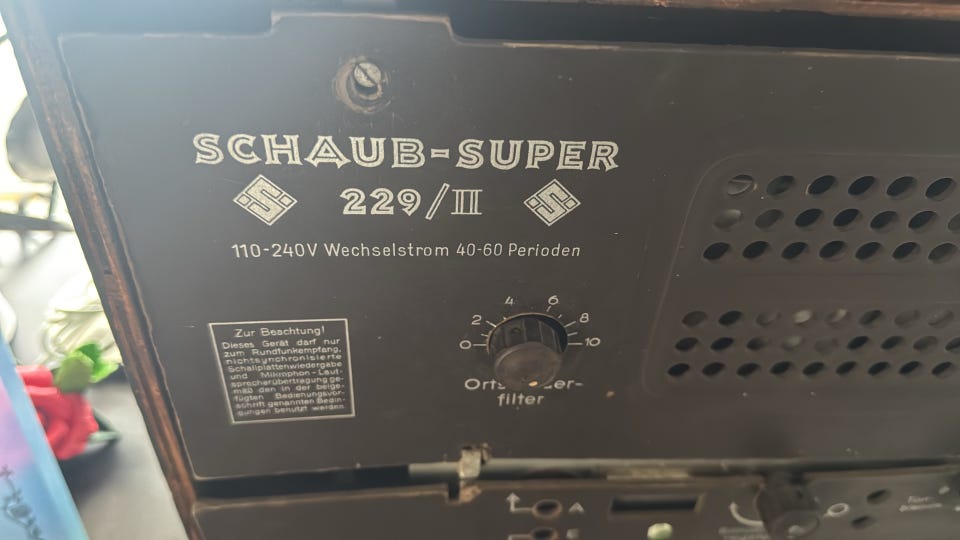 SCHAUB-SUPER
229/II
110-240V Wechselstrom 40-60 Perioden
Zur Beachtung!
Dieses Gerät darf nur
zum Rundfunkempfang,
nichtsynchronisierte
Schallplattenwiedergabe
und Mikrophon-Laut-
sprecherübertragung ge-
mäß den in der beige-
fügten Bedienungsvor-
schrift genannten Bedin-
gungen benutzt werden.
0 2 4 6 8 10
filter
A
E